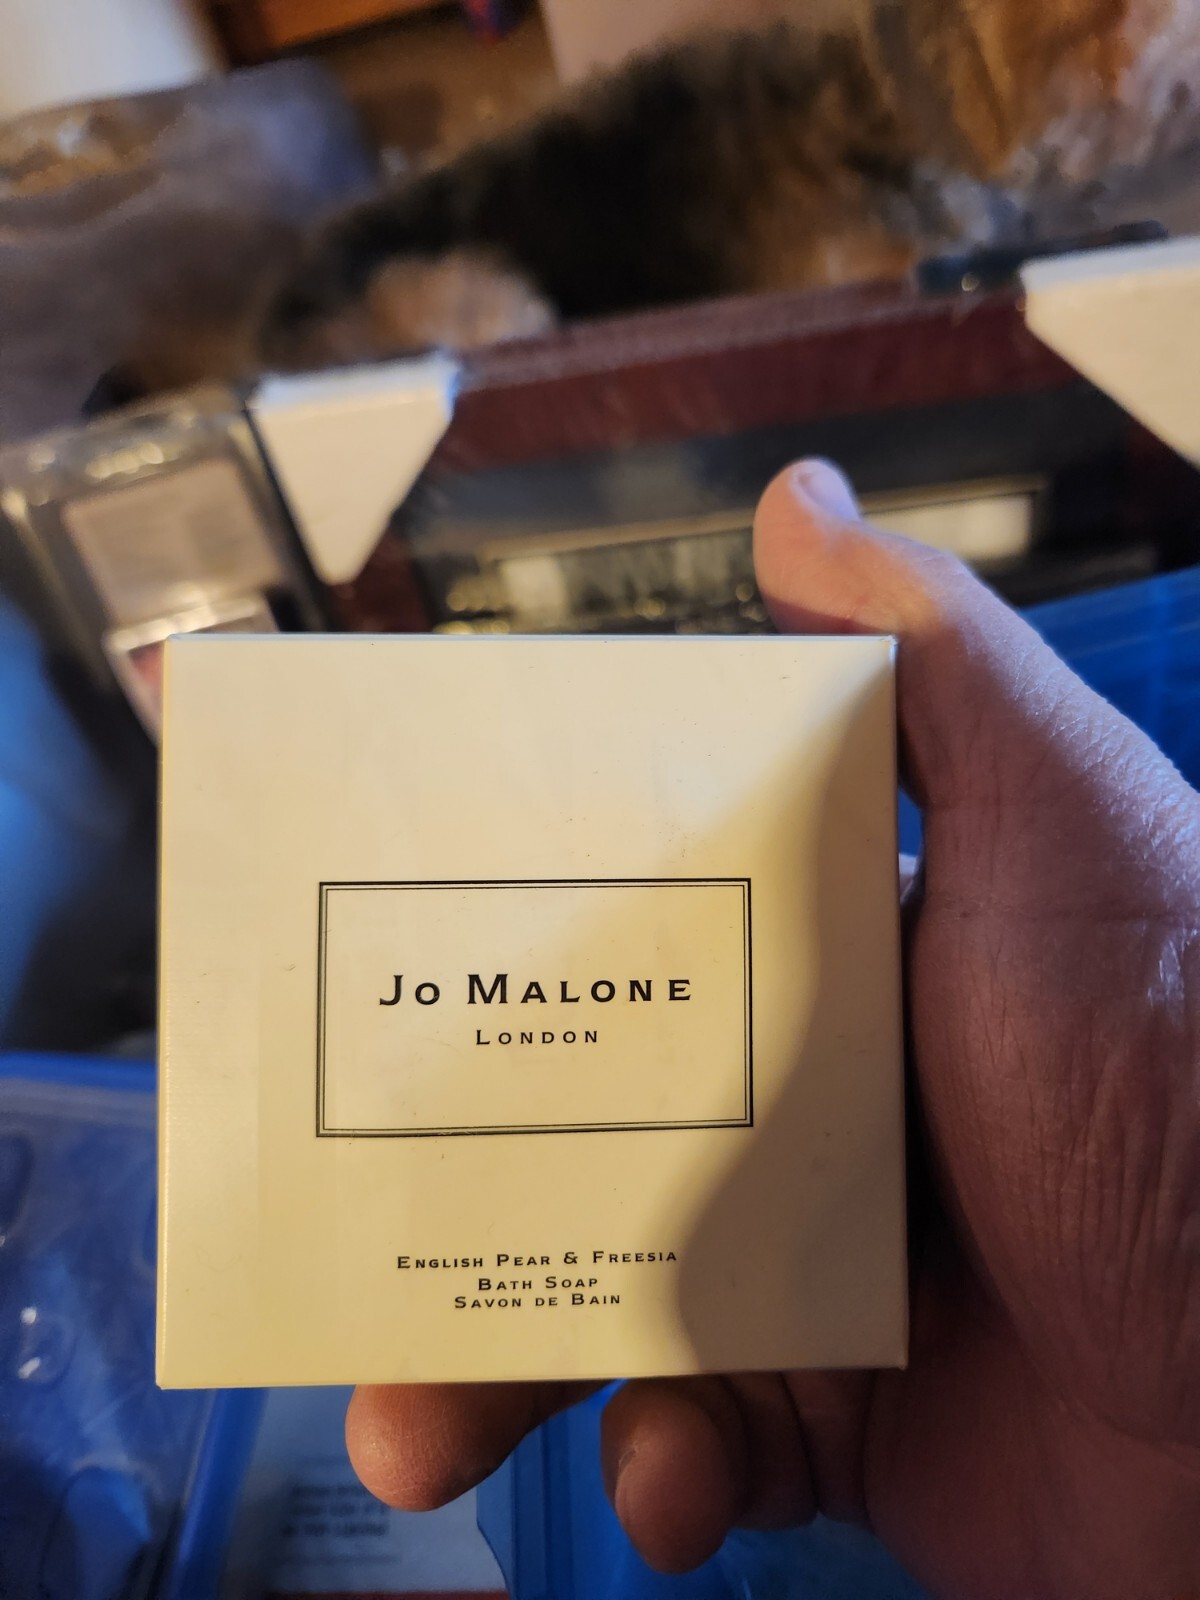 Jo Malone
London
English Pear & Freesia
Bath Soap
Savon de Bain